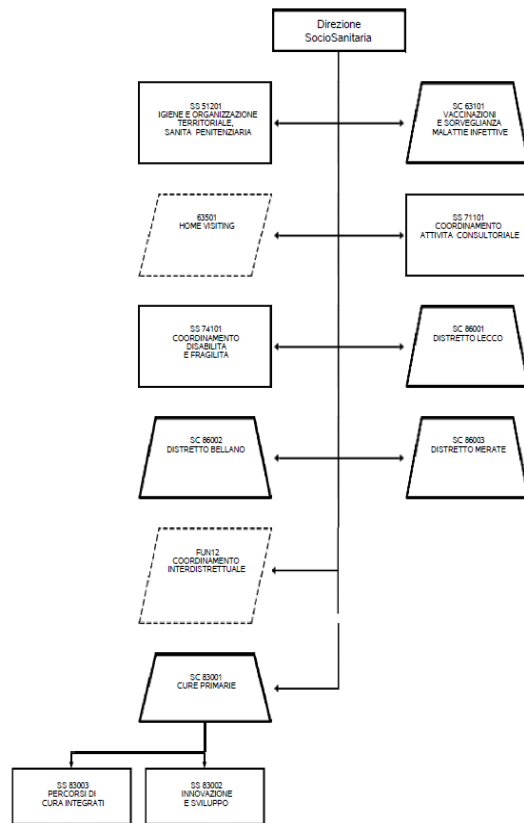 Direzione
SocioSanitaria
SS 51201
IGIENE E ORGANIZZAZIONE
TERRITORIALE,
SANITA PENITENZIARIA
SC 63101
VACCINAZIONI
E SORVEGLIANZA
MALATTIE INFETTIVE
63501
HOME VISITING
SS 71101
COORDINAMENTO
ATTIVITA CONSULTORIALE
SS 74101
COORDINAMENTO
DISABILITA
E FRAGILITA
SC 86001
DISTRETTO LECCO
SC 86002
DISTRETTO BELLANO
SC 86003
DISTRETTO MERATE
FUN12
COORDINAMENTO
INTERDISTRETTUALE
SC 83001
CURE PRIMARIE
SS 83003
PERCORSI DI
CURA INTEGRATI
SS 83002
INNOVAZIONE
E SVILUPPO